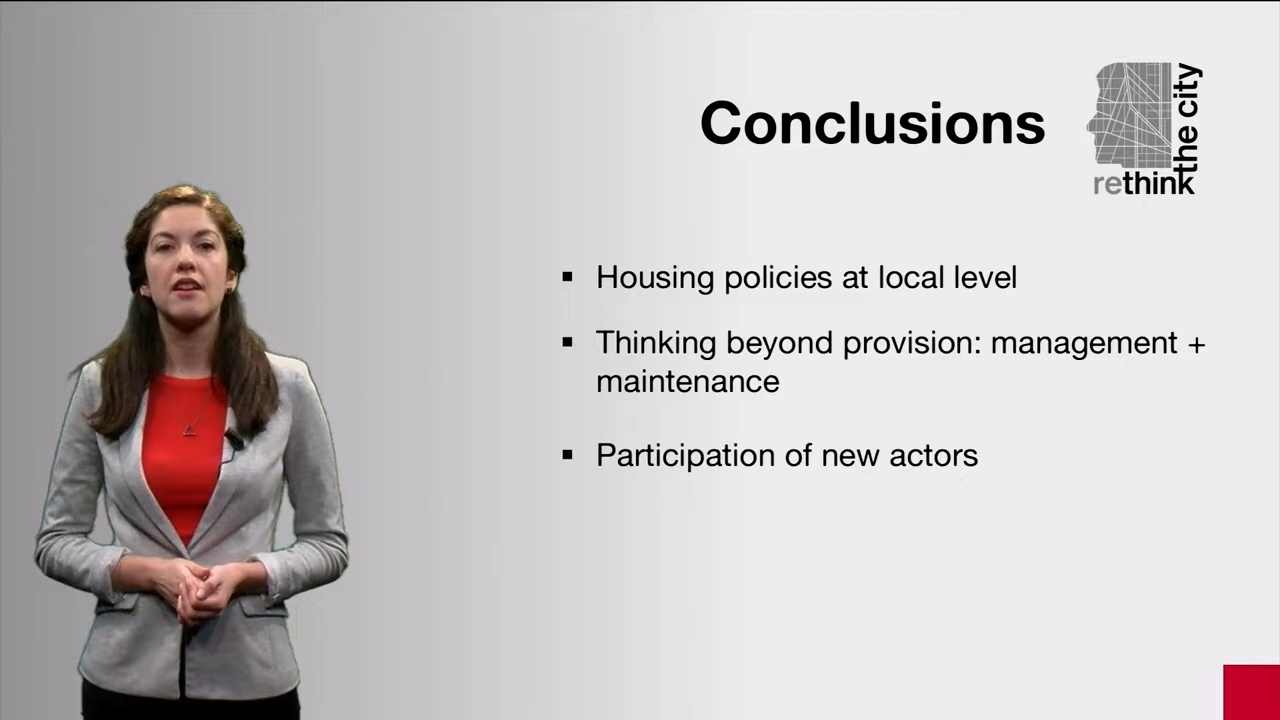 Conclusions
rethink
the city
▪ Housing policies at local level
▪ Thinking beyond provision: management +
maintenance
▪ Participation of new actors